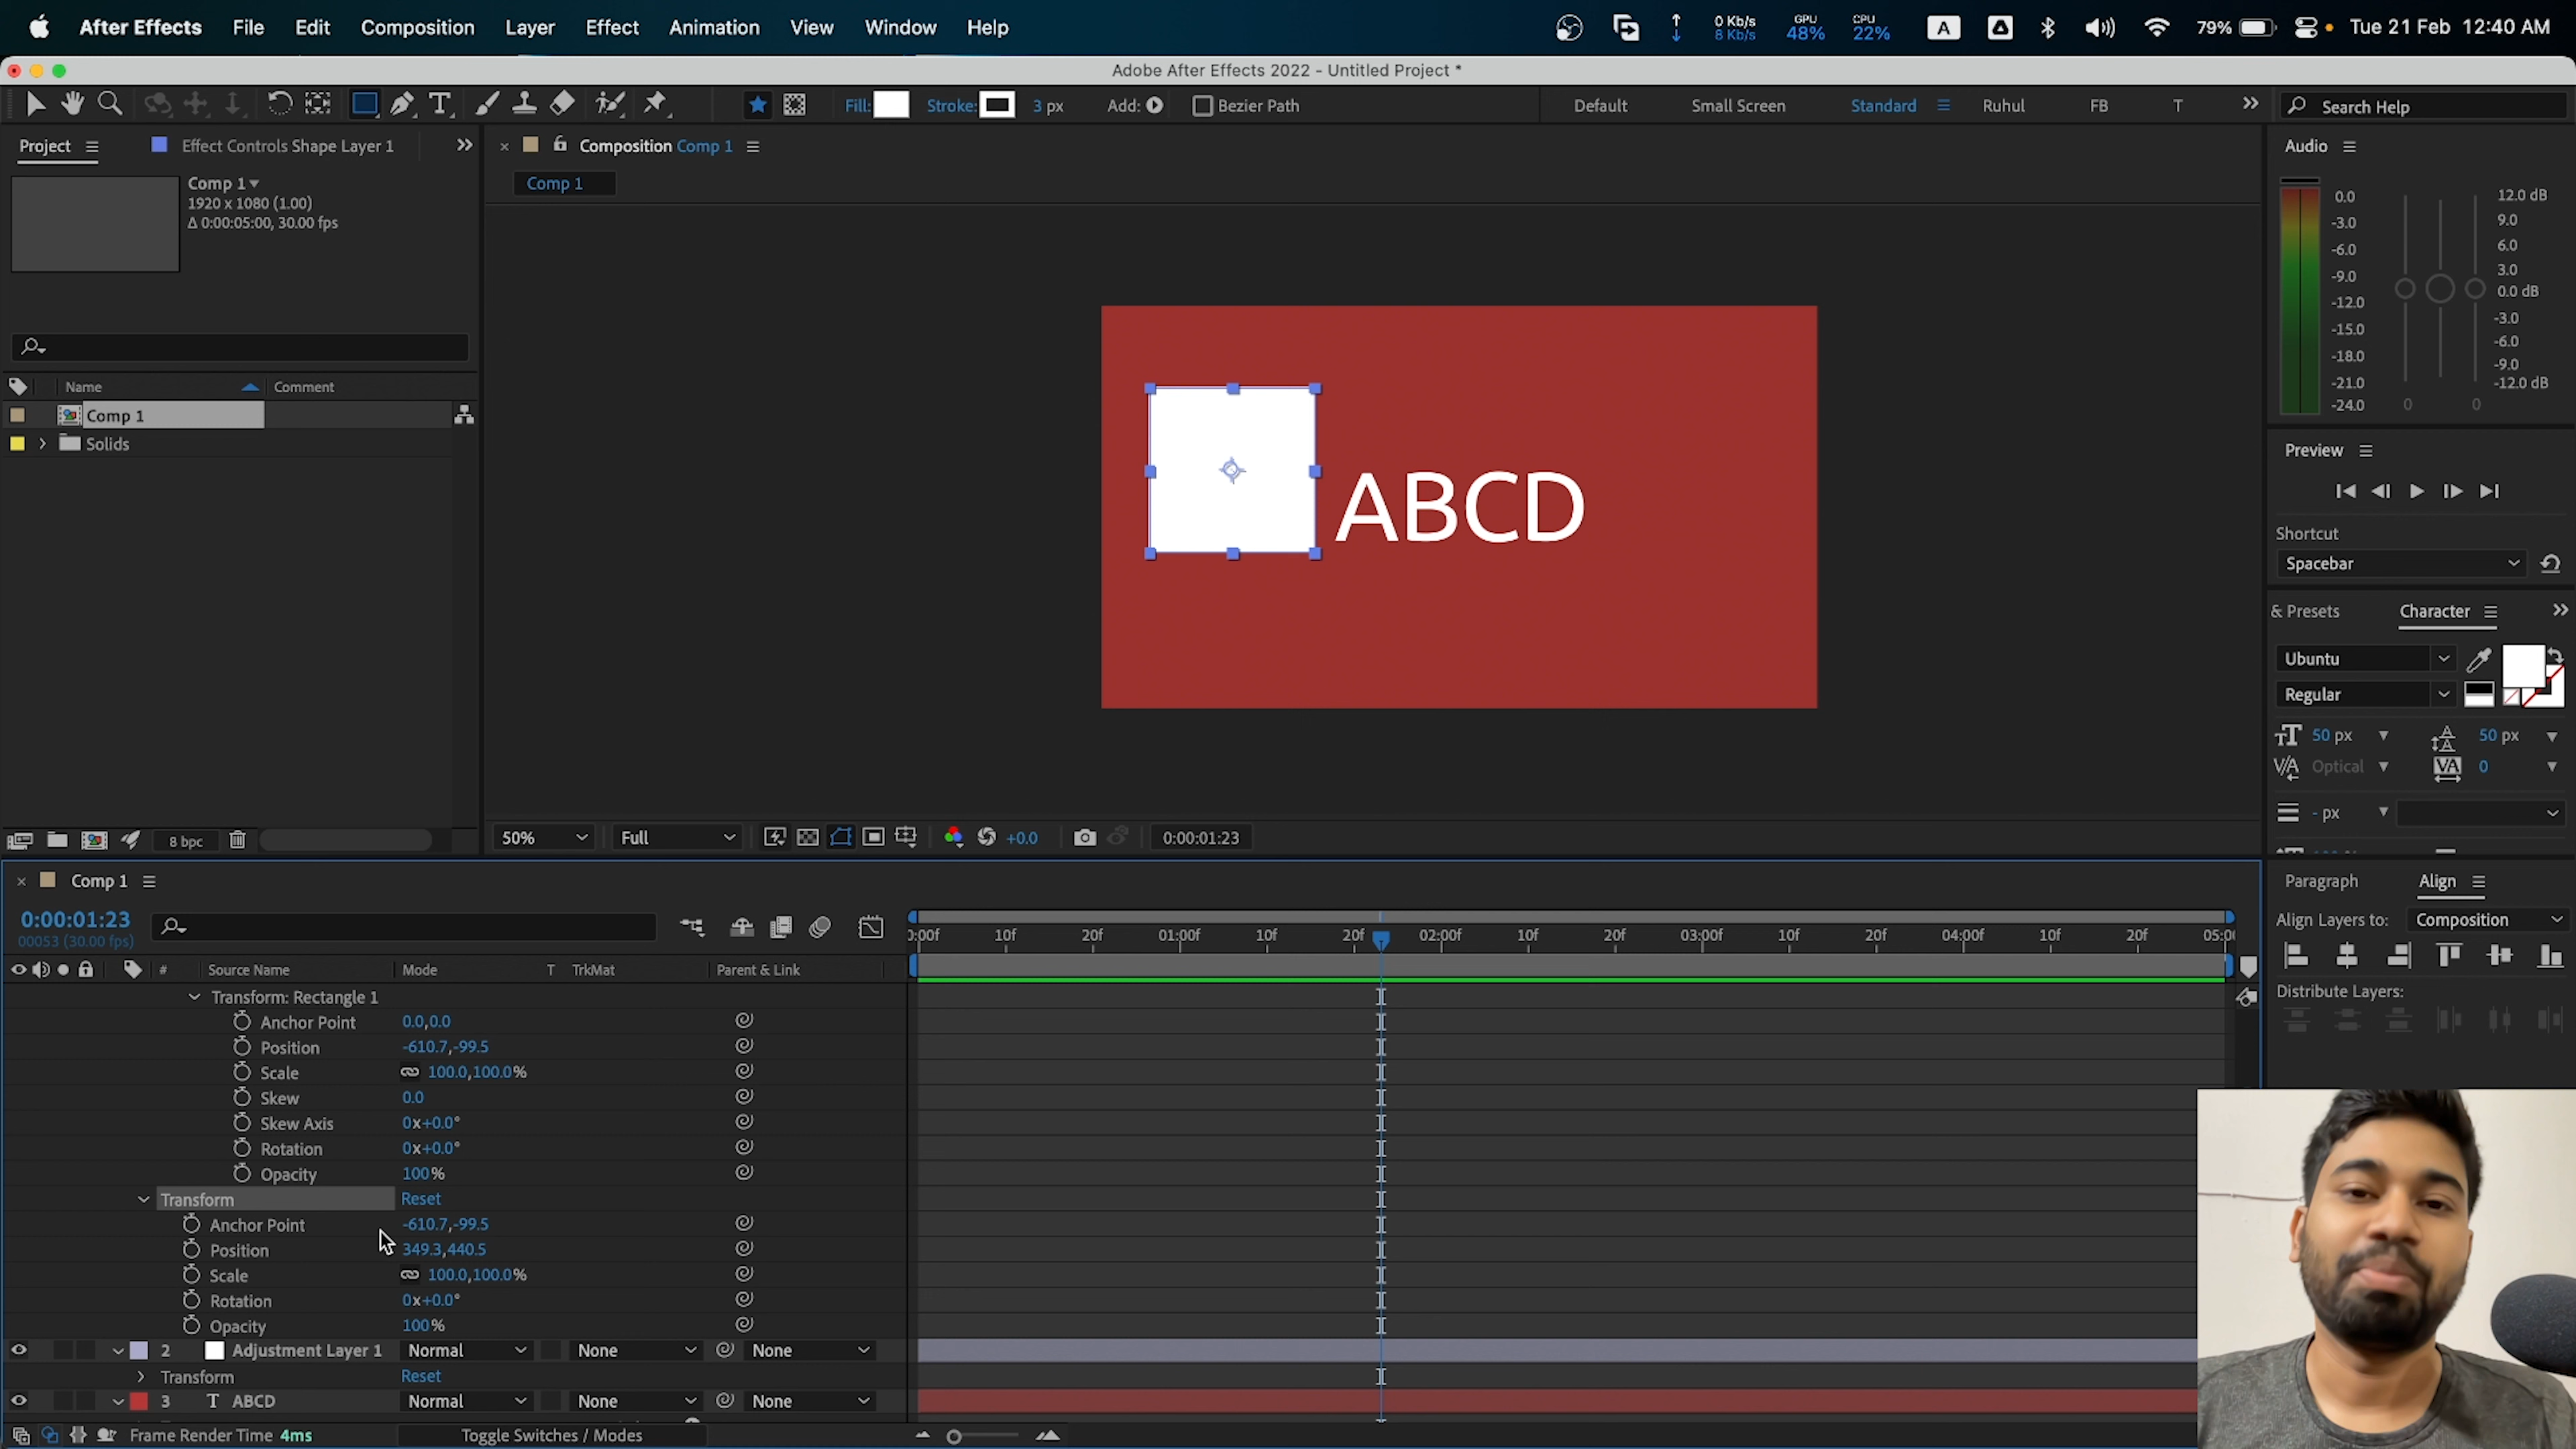 After Effects File Edit Composition Layer Effect Animation View Window Help 0 Kb/s 8 Kb/s GPU 48% CPU 22% A 79% Tue 21 Feb 12:40 AM
Adobe After Effects 2022 - Untitled Project *
Fill: Stroke: 3 px Add: Bezier Path Default Small Screen Standard Ruhul FB T Search Help
Project Effect Controls Shape Layer 1 Composition Comp 1 Audio
Comp 1
1920 x 1080 (1.00)
Δ 0:00:05:00, 30.00 fps
Comp 1
Name Comment
Comp 1
Solids
ABCD
0.0
-3.0
-6.0
-9.0
-12.0
-15.0
-18.0
-21.0
-24.0
12.0 dB
9.0
6.0
3.0
0.0 dB
-3.0
-6.0
-9.0
-12.0 dB
0 0
Preview
Shortcut
Spacebar
& Presets Character
Ubuntu
Regular
50 px 50 px
Optical 0
- px
8 bpc 50% Full +0.0 0:00:01:23
Comp 1
0:00:01:23
00053 (30.00 fps)
0:00f 10f 20f 01:00f 10f 20f 02:00f 10f 20f 03:00f 10f 20f 04:00f 10f 20f 05:00
# Source Name Mode T TrkMat Parent & Link
Transform: Rectangle 1
Anchor Point 0.0,0.0
Position -610.7,-99.5
Scale 100.0,100.0%
Skew 0.0
Skew Axis 0x+0.0°
Rotation 0x+0.0°
Opacity 100%
Transform Reset
Anchor Point -610.7,-99.5
Position 349.3,440.5
Scale 100.0,100.0%
Rotation 0x+0.0°
Opacity 100%
2 Adjustment Layer 1 Normal None None
Transform Reset
3 T ABCD Normal None None
Frame Render Time 4ms Toggle Switches / Modes
Paragraph Align
Align Layers to: Composition
Distribute Layers: